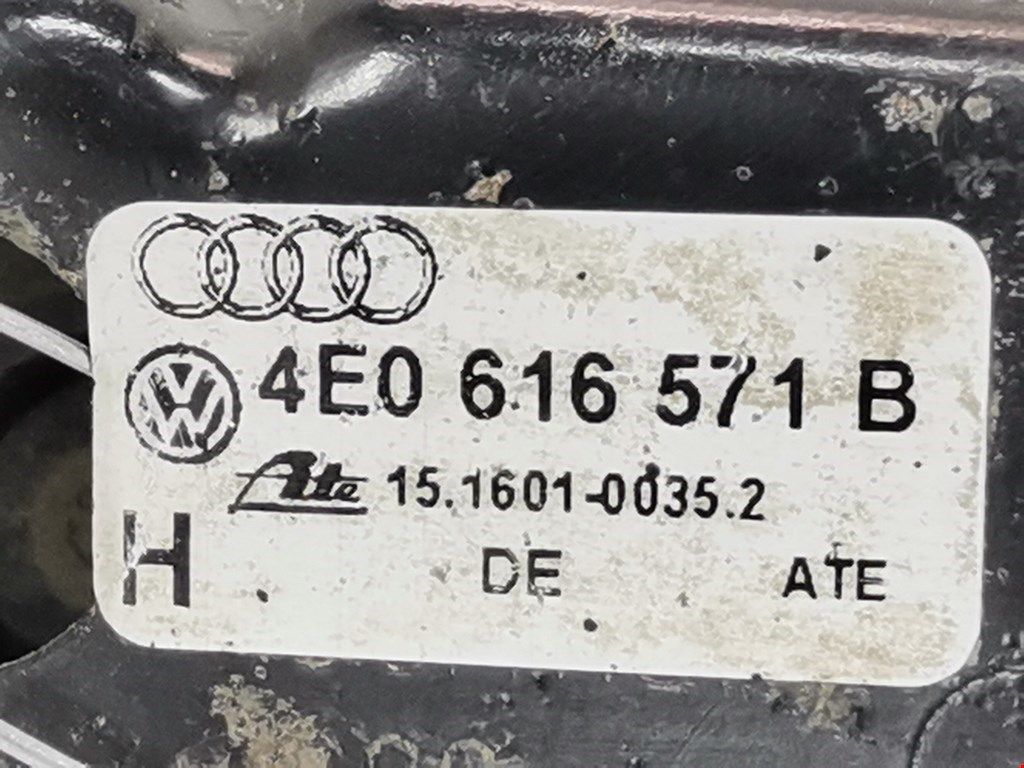 4E0 616 571 B
Ate 15.1601-0035.2
H DE ATE